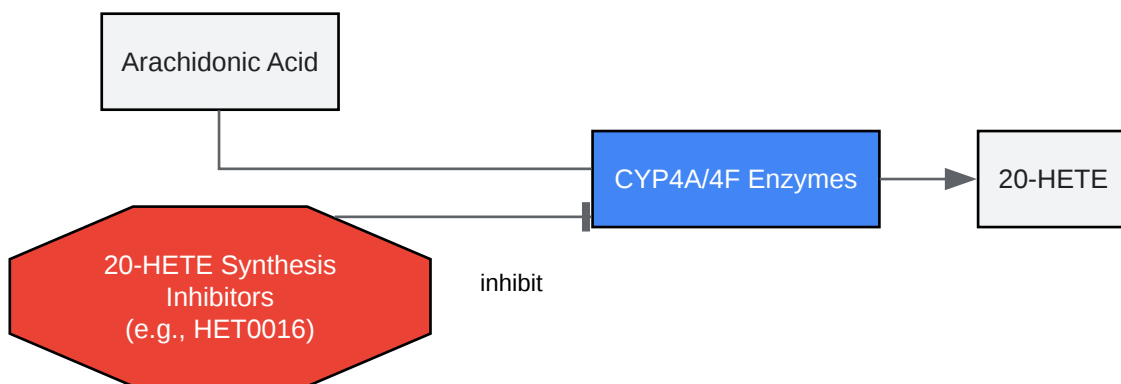 Arachidonic Acid
CYP4A/4F Enzymes
20-HETE
20-HETE Synthesis
Inhibitors
(e.g., HET0016)
inhibit